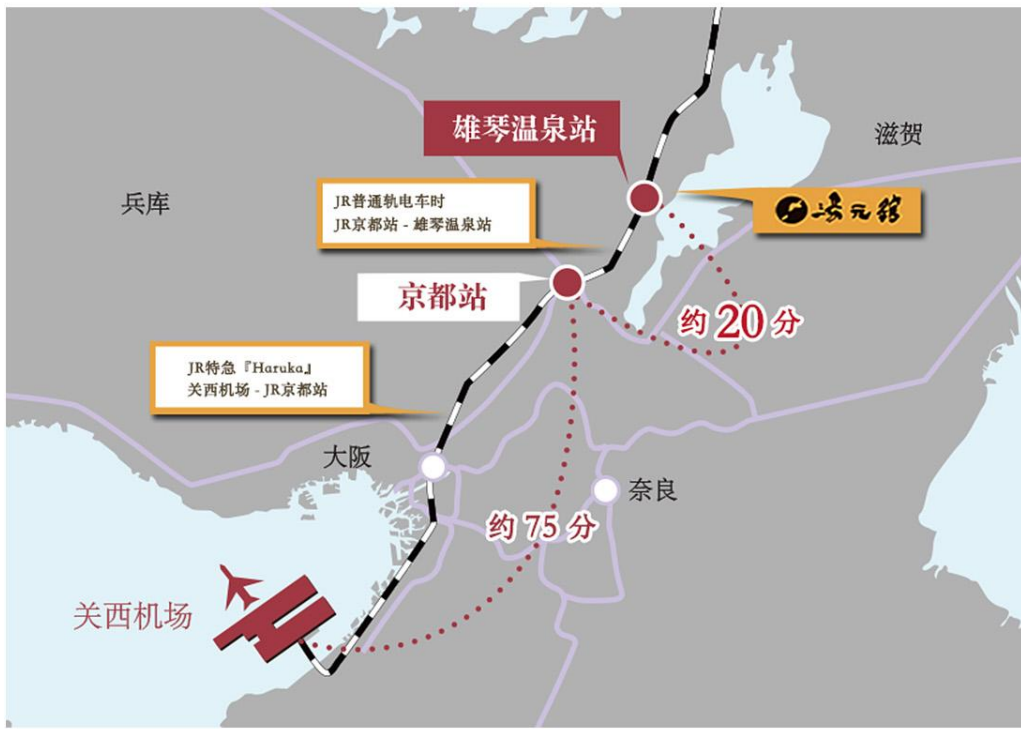 雄琴温泉站
滋贺
兵库
JR普通轨电车时
JR京都站 - 雄琴温泉站
湯元舘
京都站
约 20 分
JR特急『Haruka』
关西机场 - JR京都站
大阪
奈良
约 75 分
关西机场